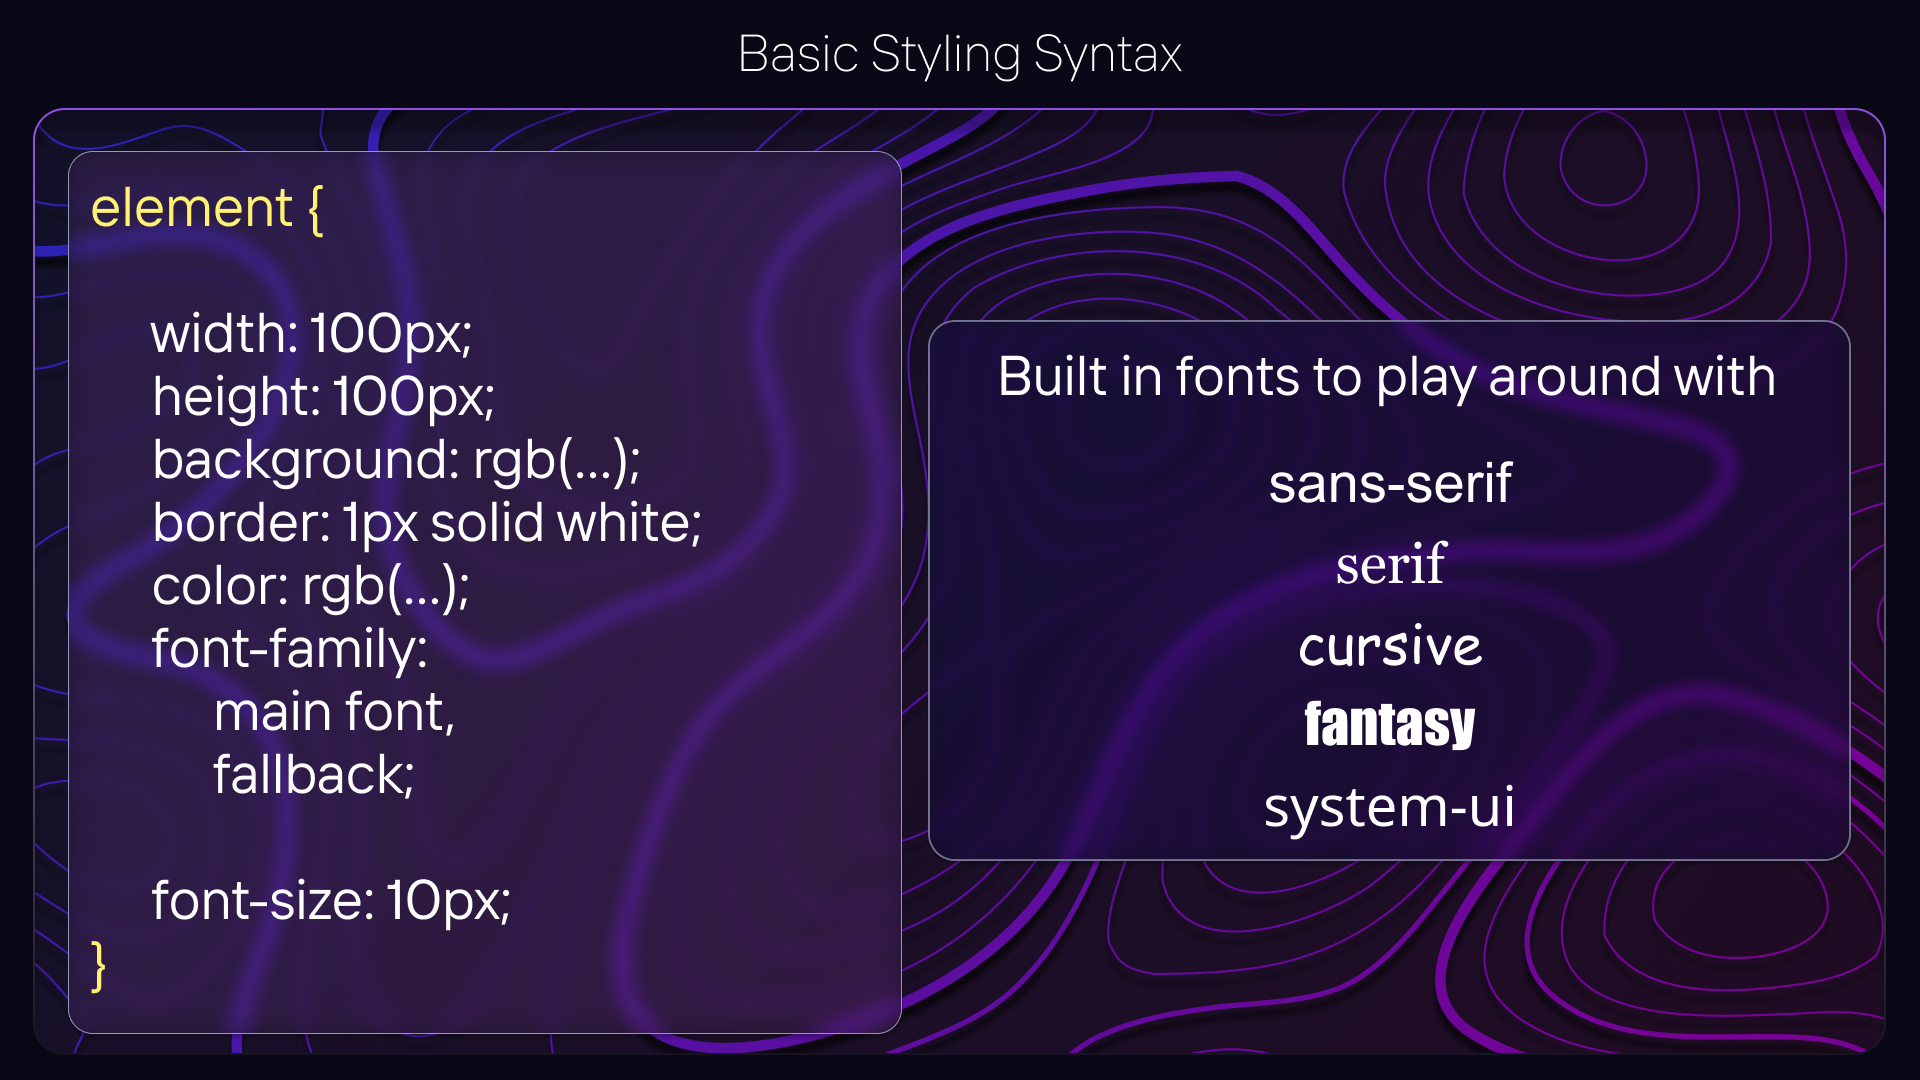 Basic Styling Syntax
element {
width: 100px;
height: 100px;
background: rgb(...);
border: 1px solid white;
color: rgb(...);
font-family:
main font,
fallback;
font-size: 10px;
}
Built in fonts to play around with
sans-serif
serif
cursive
fantasy
system-ui